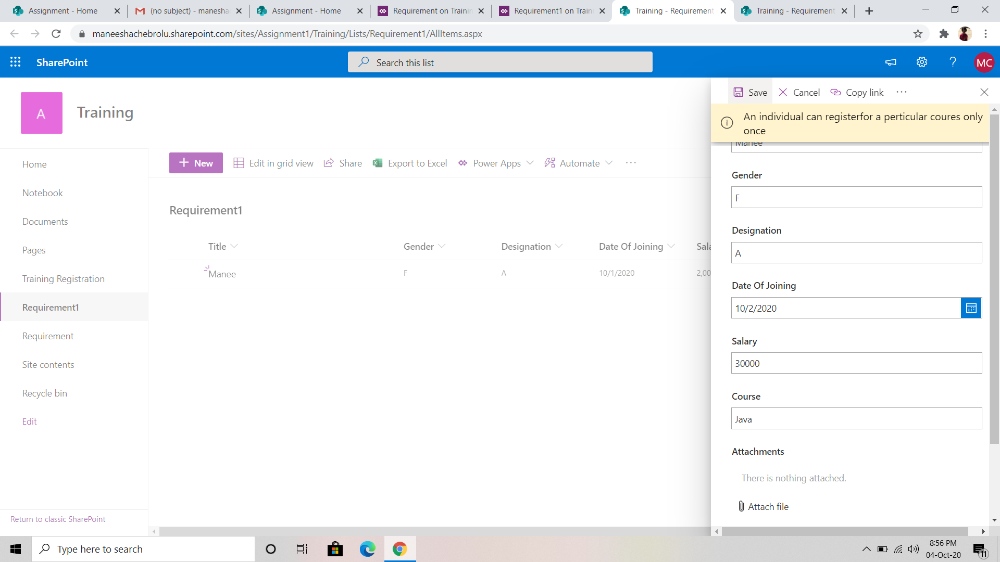 Assignment - Home
(no subject) - manesha
Assignment - Home
Requirement on Trainin
Requirement1 on Traini
Training - Requirement
Training - Requirement
maneeshachebrolu.sharepoint.com/sites/Assignment1/Training/Lists/Requirement1/AllItems.aspx
SharePoint
Search this list
MC
A
Training
Home
Notebook
Documents
Pages
Training Registration
Requirement1
Requirement
Site contents
Recycle bin
Edit
Return to classic SharePoint
+ New
Edit in grid view
Share
Export to Excel
Power Apps
Automate
...
Requirement1
Title Gender Designation Date Of Joining Sala
Manee F A 10/1/2020 2,00
Save
Cancel
Copy link
...
An individual can registerfor a perticular coures only
once
Manee
Gender
F
Designation
A
Date Of Joining
10/2/2020
Salary
30000
Course
Java
Attachments
There is nothing attached.
Attach file
Type here to search
8:56 PM
04-Oct-20
11